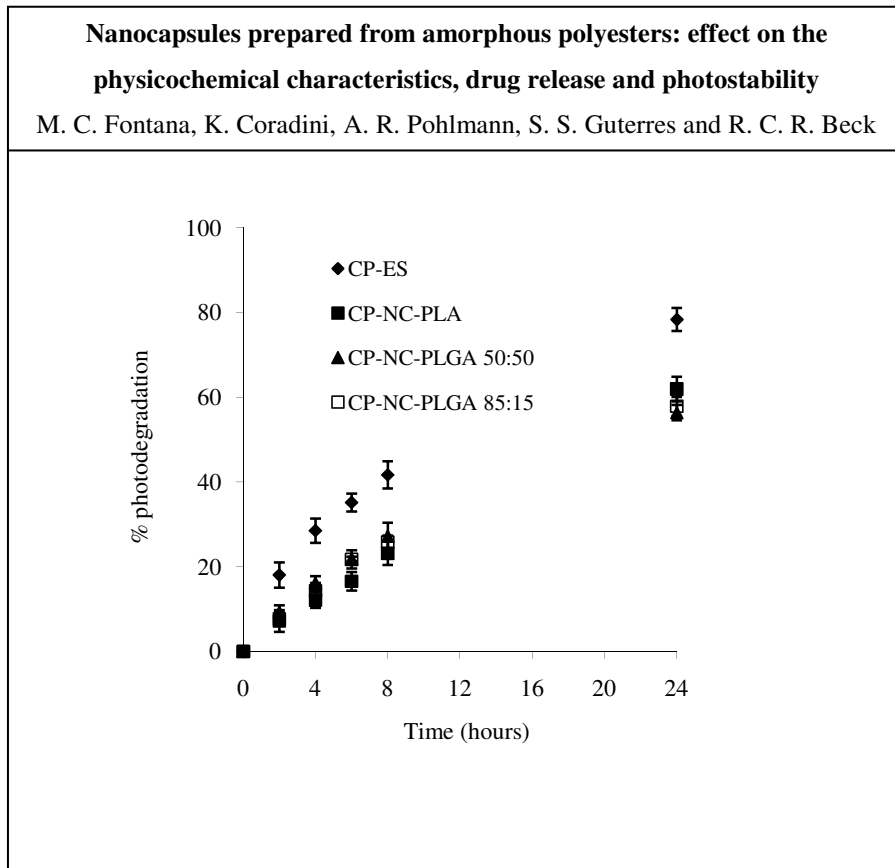 Nanocapsules prepared from amorphous polyesters: effect on the
physicochemical characteristics, drug release and photostability
M. C. Fontana, K. Coradini, A. R. Pohlmann, S. S. Guterres and R. C. R. Beck
100
80
60
40
20
0
% photodegradation
CP-ES
CP-NC-PLA
CP-NC-PLGA 50:50
CP-NC-PLGA 85:15
0 4 8 12 16 20 24
Time (hours)